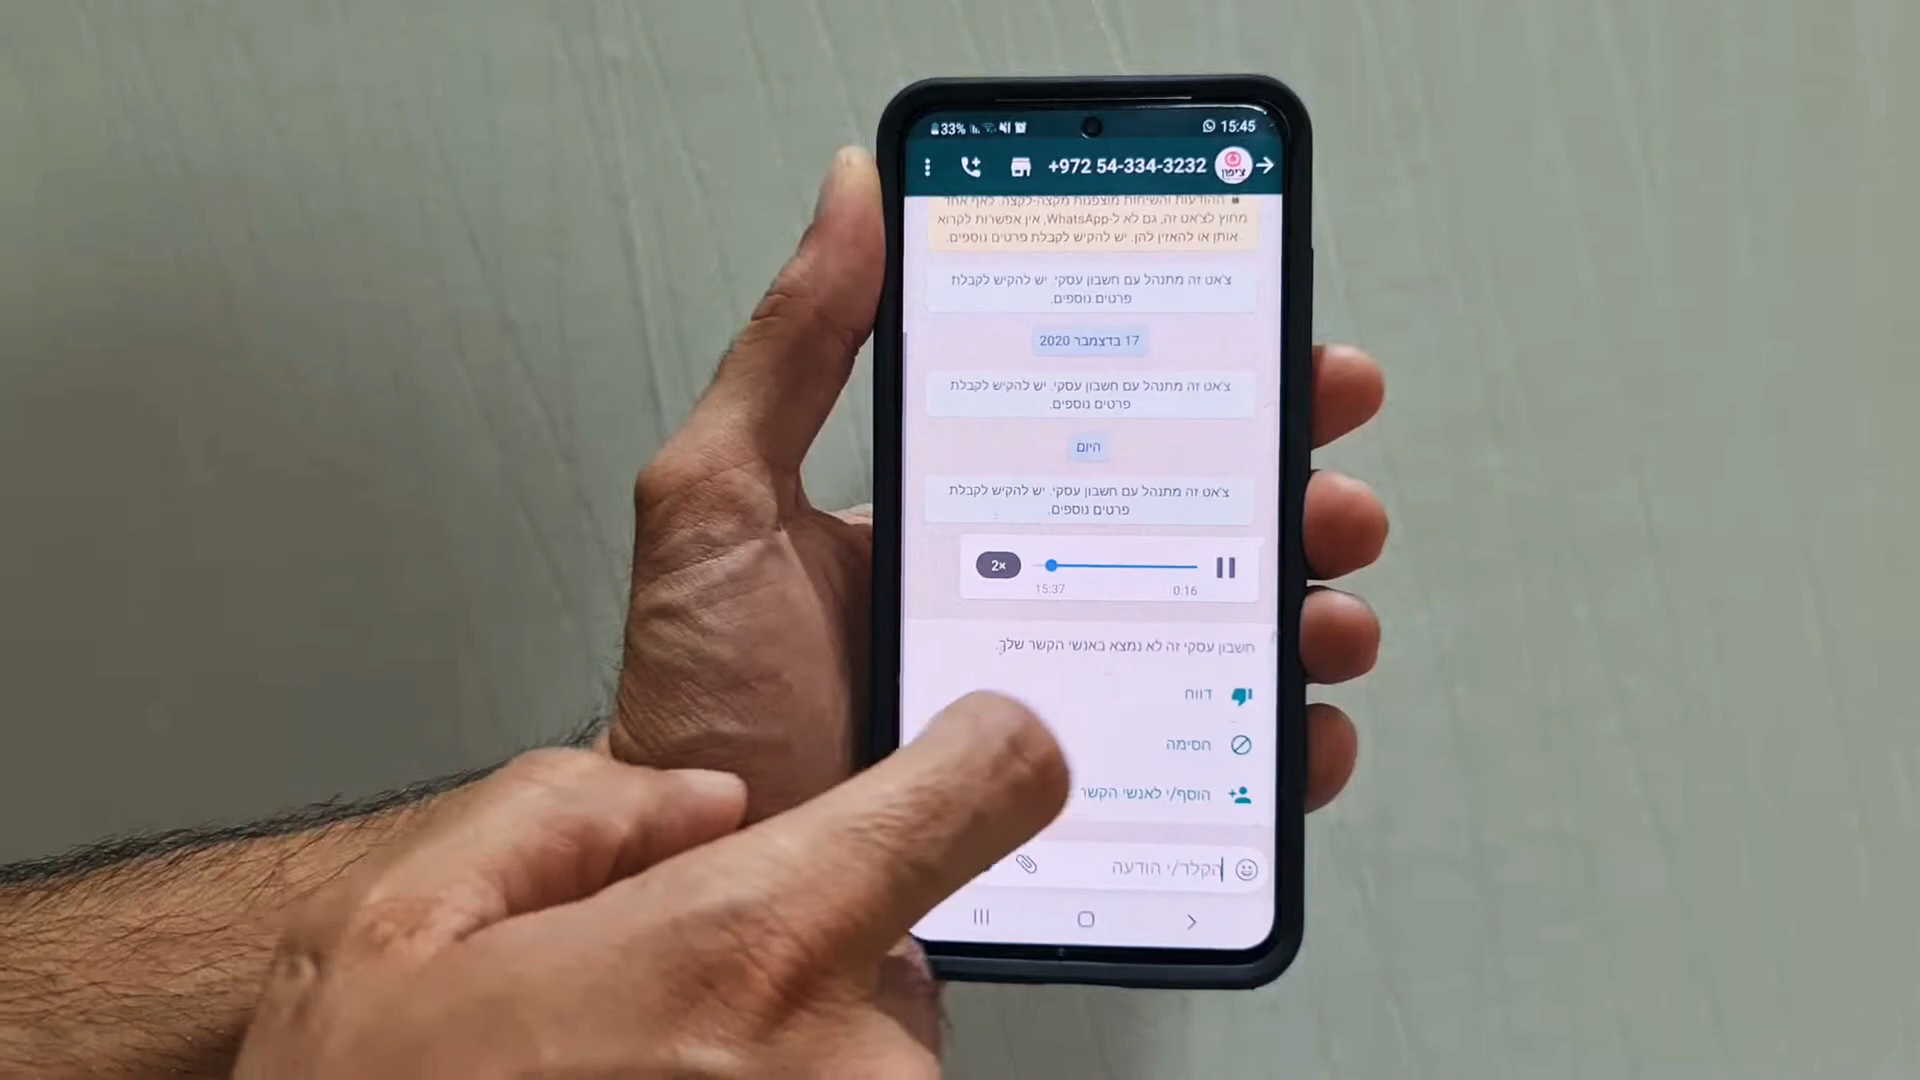 33%
15:45
+972 54-334-3232
ציפון
ההודעות והשיחות מוצפנות מקצה-לקצה. לאף אחד
מחוץ לצ'אט זה, גם לא ל-WhatsApp, אין אפשרות לקרוא
אותן או להאזין להן. יש להקיש לקבלת פרטים נוספים.
צ'אט זה מתנהל עם חשבון עסקי. יש להקיש לקבלת
פרטים נוספים.
17 בדצמבר 2020
צ'אט זה מתנהל עם חשבון עסקי. יש להקיש לקבלת
פרטים נוספים.
היום
צ'אט זה מתנהל עם חשבון עסקי. יש להקיש לקבלת
פרטים נוספים.
2×
15:37
0:16
חשבון עסקי זה לא נמצא באנשי הקשר שלך.
דווח
חסימה
הוסף/י לאנשי הקשר
הקלד/י הודעה